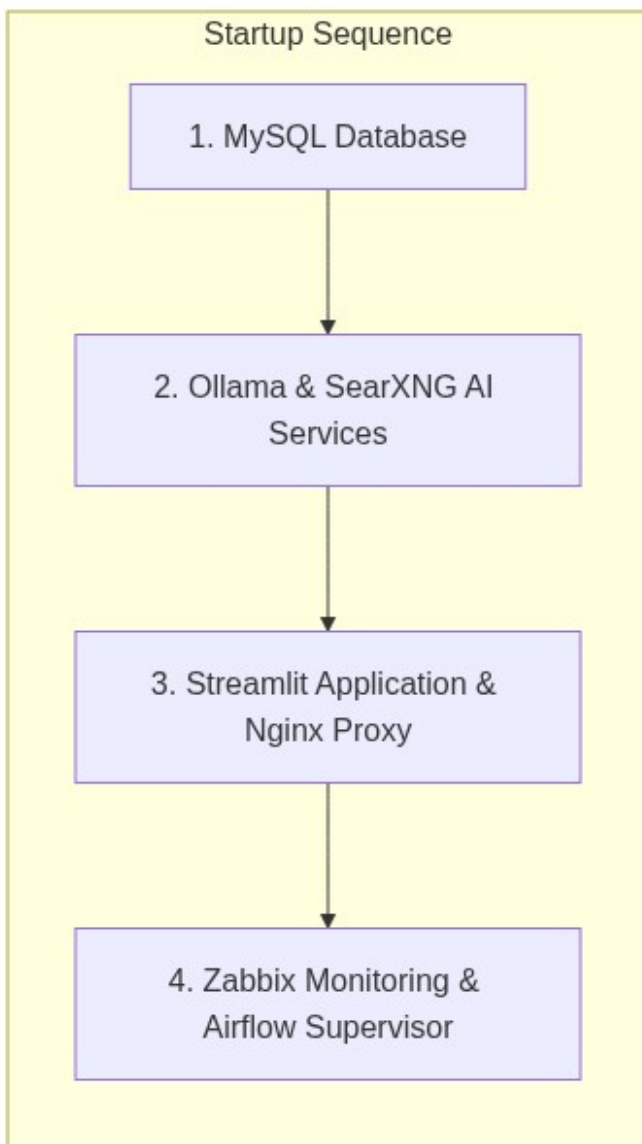 Startup Sequence
1. MySQL Database
2. Ollama & SearXNG AI
Services
3. Streamlit Application &
Nginx Proxy
4. Zabbix Monitoring &
Airflow Supervisor